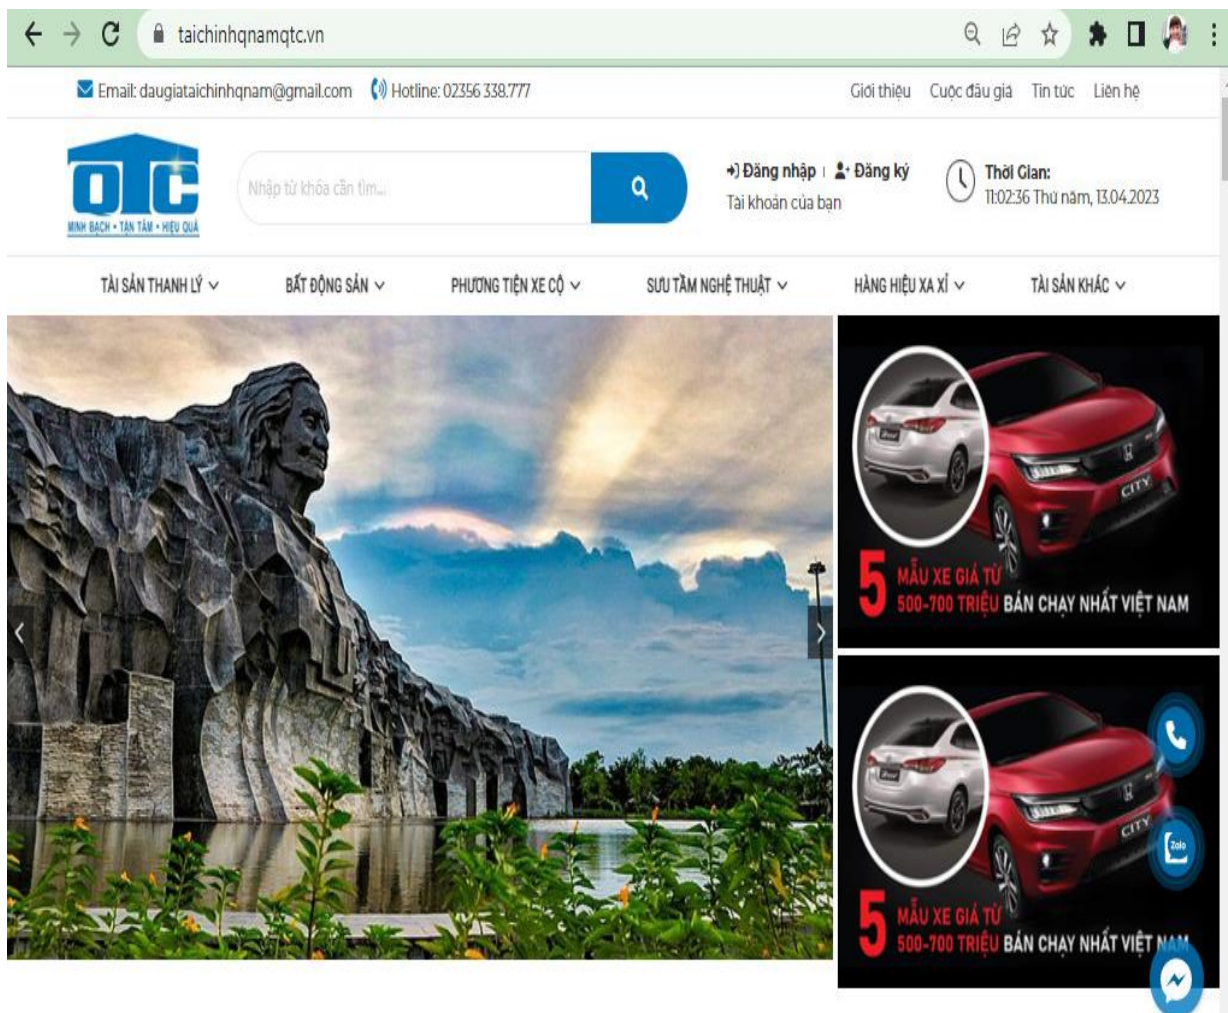 taichinhqnamqtc.vn
Email: daugiataichinhqnam@gmail.com Hotline: 02356 338.777 Giới thiệu Cuộc đấu giá Tin tức Liên hệ
QTC
MINH BẠCH • TẬN TÂM • HIỆU QUẢ
Nhập từ khóa cần tìm...
Đăng nhập | Đăng ký
Tài khoản của bạn
Thời Gian:
11:02:36 Thứ năm, 13.04.2023
TÀI SẢN THANH LÝ BẤT ĐỘNG SẢN PHƯƠNG TIỆN XE CỘ SƯU TẦM NGHỆ THUẬT HÀNG HIỆU XA XỈ TÀI SẢN KHÁC
CITY
5 MẪU XE GIÁ TỪ
500-700 TRIỆU BÁN CHẠY NHẤT VIỆT NAM
CITY
Zalo
5 MẪU XE GIÁ TỪ
500-700 TRIỆU BÁN CHẠY NHẤT VIỆT NAM